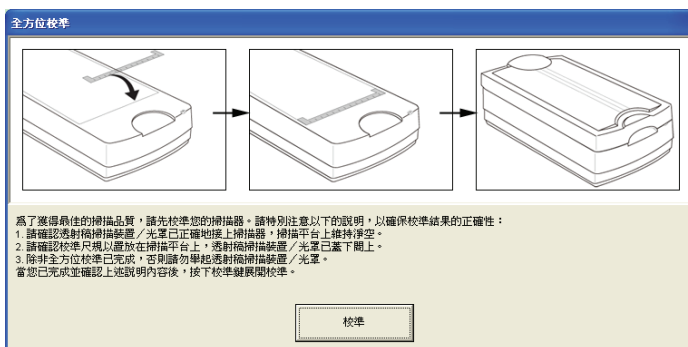 全方位校準
為了獲得最佳的掃描品質，請先校準您的掃描器。請特別注意以下的說明，以確保校準結果的正確性：
1. 請確認透射稿掃描裝置／光罩已正確地接上掃描器，掃描平台上維持淨空。
2. 請確認校準尺規以置放在掃描平台上，透射稿掃描裝置／光罩已蓋下闔上。
3. 除非全方位校準已完成，否則請勿舉起透射稿掃描裝置／光罩。
當您已完成並確認上述說明內容後，按下校準鍵展開校準。
校準